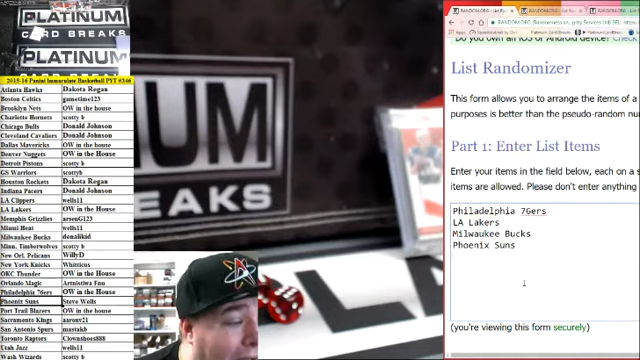 PLATINUM
CARD BREAKS
PLATINUM
2015-16 Panini Immaculate Basketball PYT #346
Atlanta Hawks Dakota Regan
Boston Celtics gametime123
Brooklyn Nets OW in the house
Charlotte Hornets scotty b
Chicago Bulls Donald Johnson
Cleveland Cavaliers Donald Johnson
Dallas Mavericks OW in the house
Denver Nuggets OW in the House
Detroit Pistons scotty b
GS Warriors scottyb
Houston Rockets Dakota Regan
Indiana Pacers Donald Johnson
LA Clippers wells11
LA Lakers OW in the House
Memphis Grizzlies arseuG123
Miami Heat wells11
Milwaukee Bucks denalikid
Minn. Timberwolves scotty b
New Orl. Pelicans WillyD
New York Knicks Whitticus
OKC Thunder OW in the House
Orlando Magic
Philadelphia 76ers OW in the House
Phoenix Suns Steve Wells
Port Trail Blazers OW in the house
Sacramento Kings aaronv21
San Antonio Spurs mastakb
Toronto Raptors Clownshoes888
Utah Jazz wells11
Wash Wizards scotty b
NUM
BREAKS
List Randomizer
This form allows you to arrange the items of a
purposes is better than the pseudo-random nu
Part 1: Enter List Items
Enter your items in the field below, each on a s
items are allowed. Please don't enter anything
Philadelphia 76ers
LA Lakers
Milwaukee Bucks
Phoenix Suns
(you're viewing this form securely)